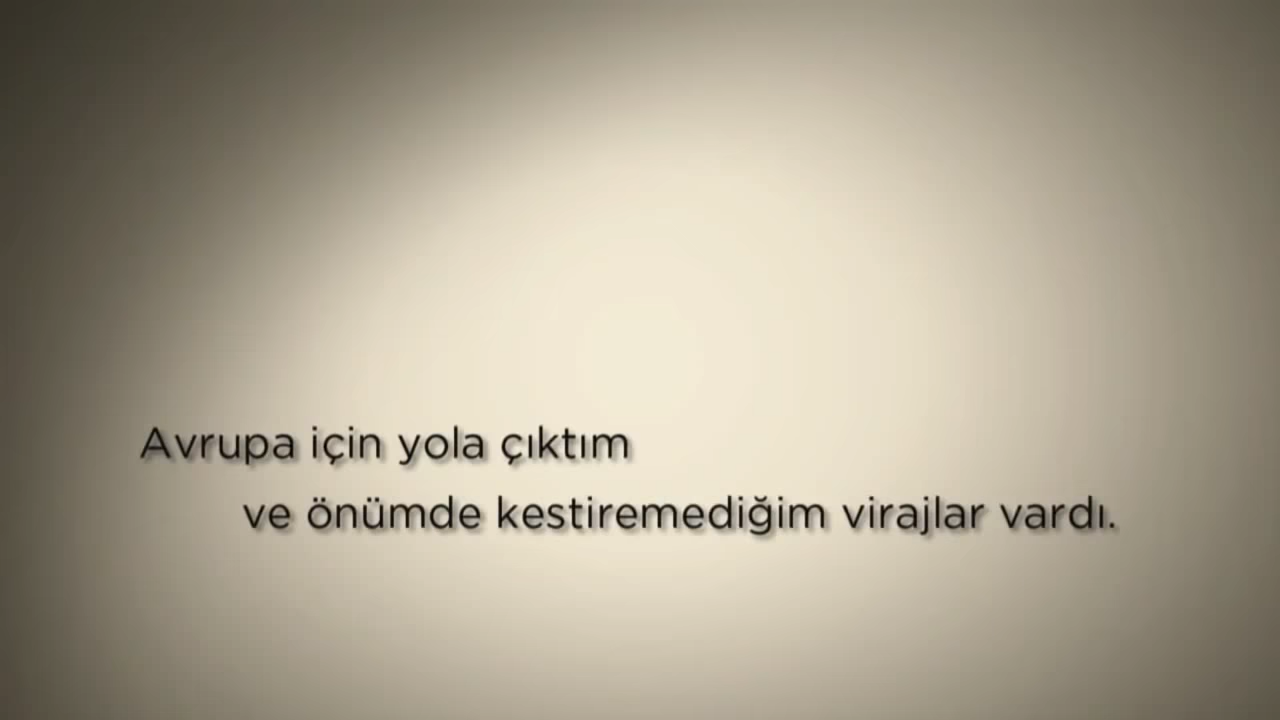 Avrupa için yola çıktım
ve önümde kestiremediğim virajlar vardı.